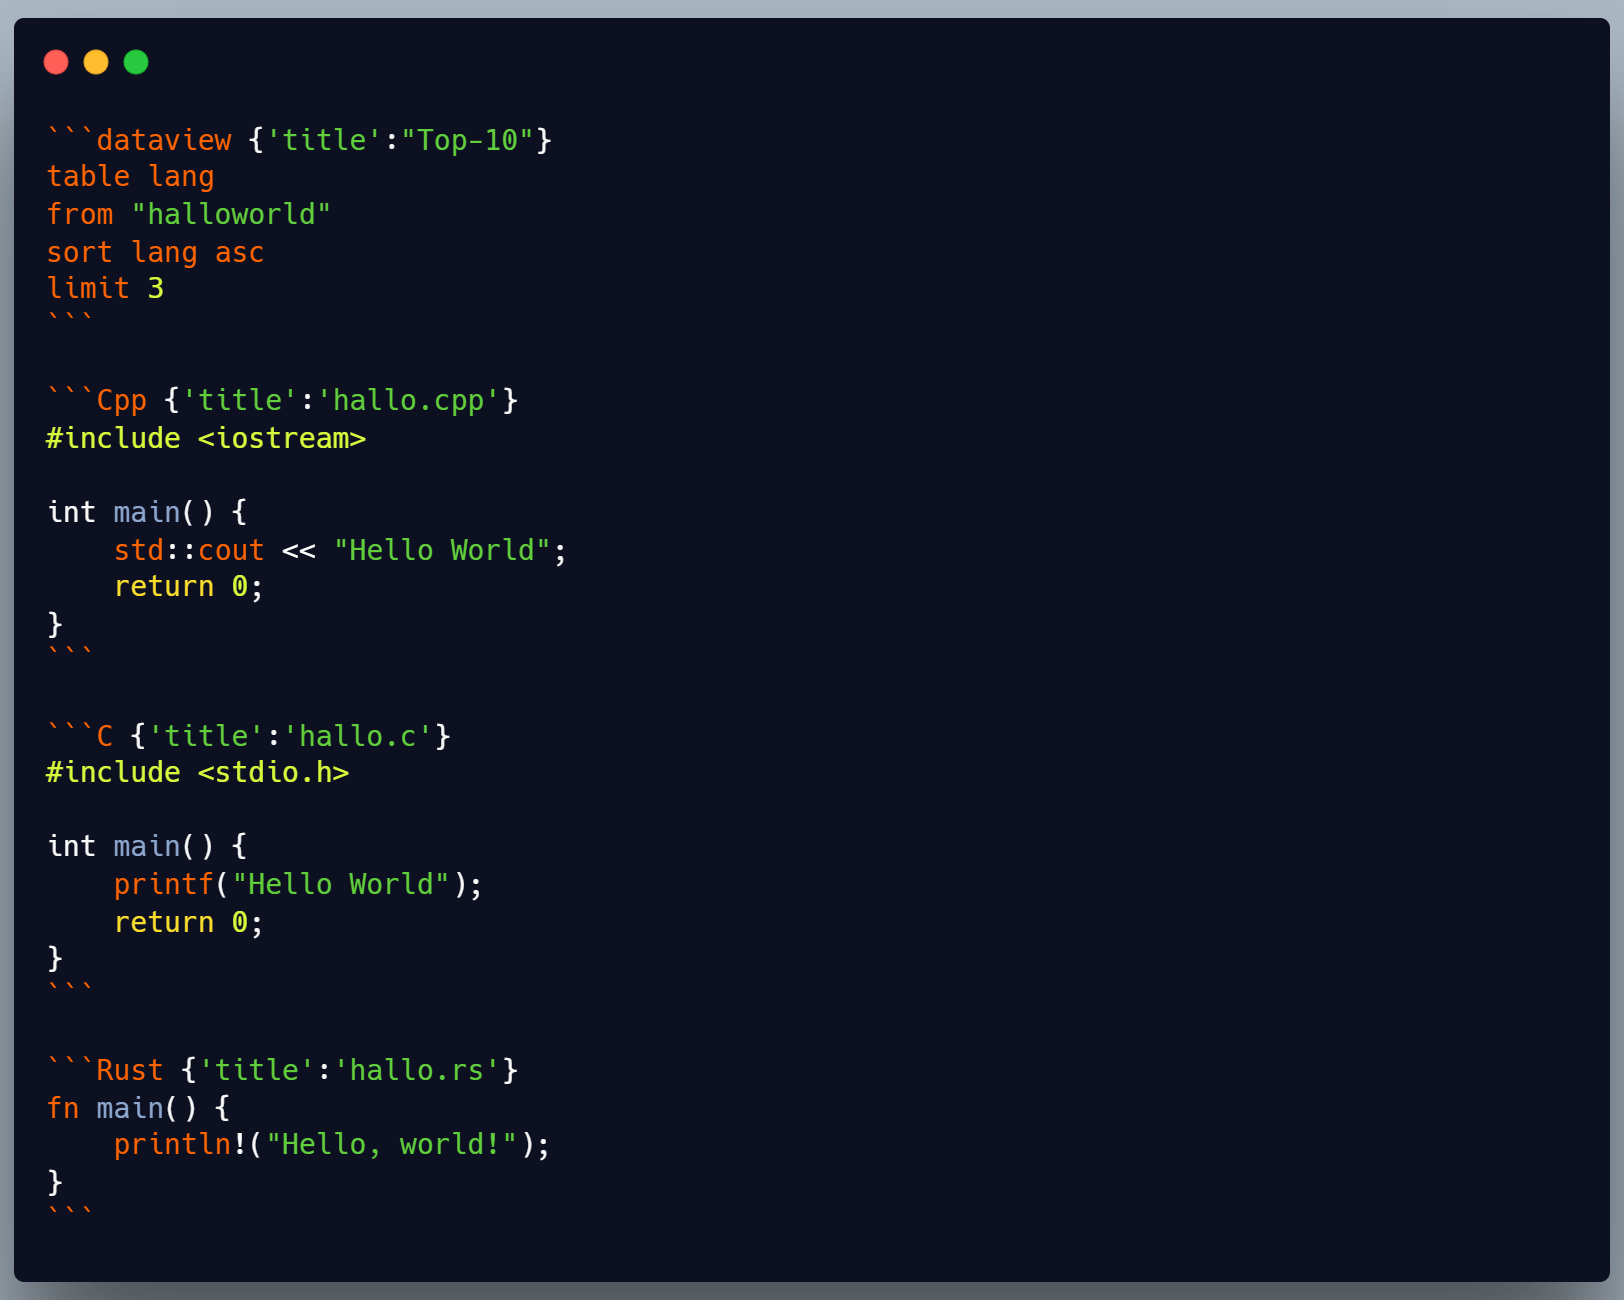 ```dataview {'title':"Top-10"}
table lang
from "halloworld"
sort lang asc
limit 3
```

```Cpp {'title':'hallo.cpp'}
#include <iostream>

int main() {
    std::cout << "Hello World";
    return 0;
}
```

```C {'title':'hallo.c'}
#include <stdio.h>

int main() {
    printf("Hello World");
    return 0;
}
```

```Rust {'title':'hallo.rs'}
fn main() {
    println!("Hello, world!");
}
```